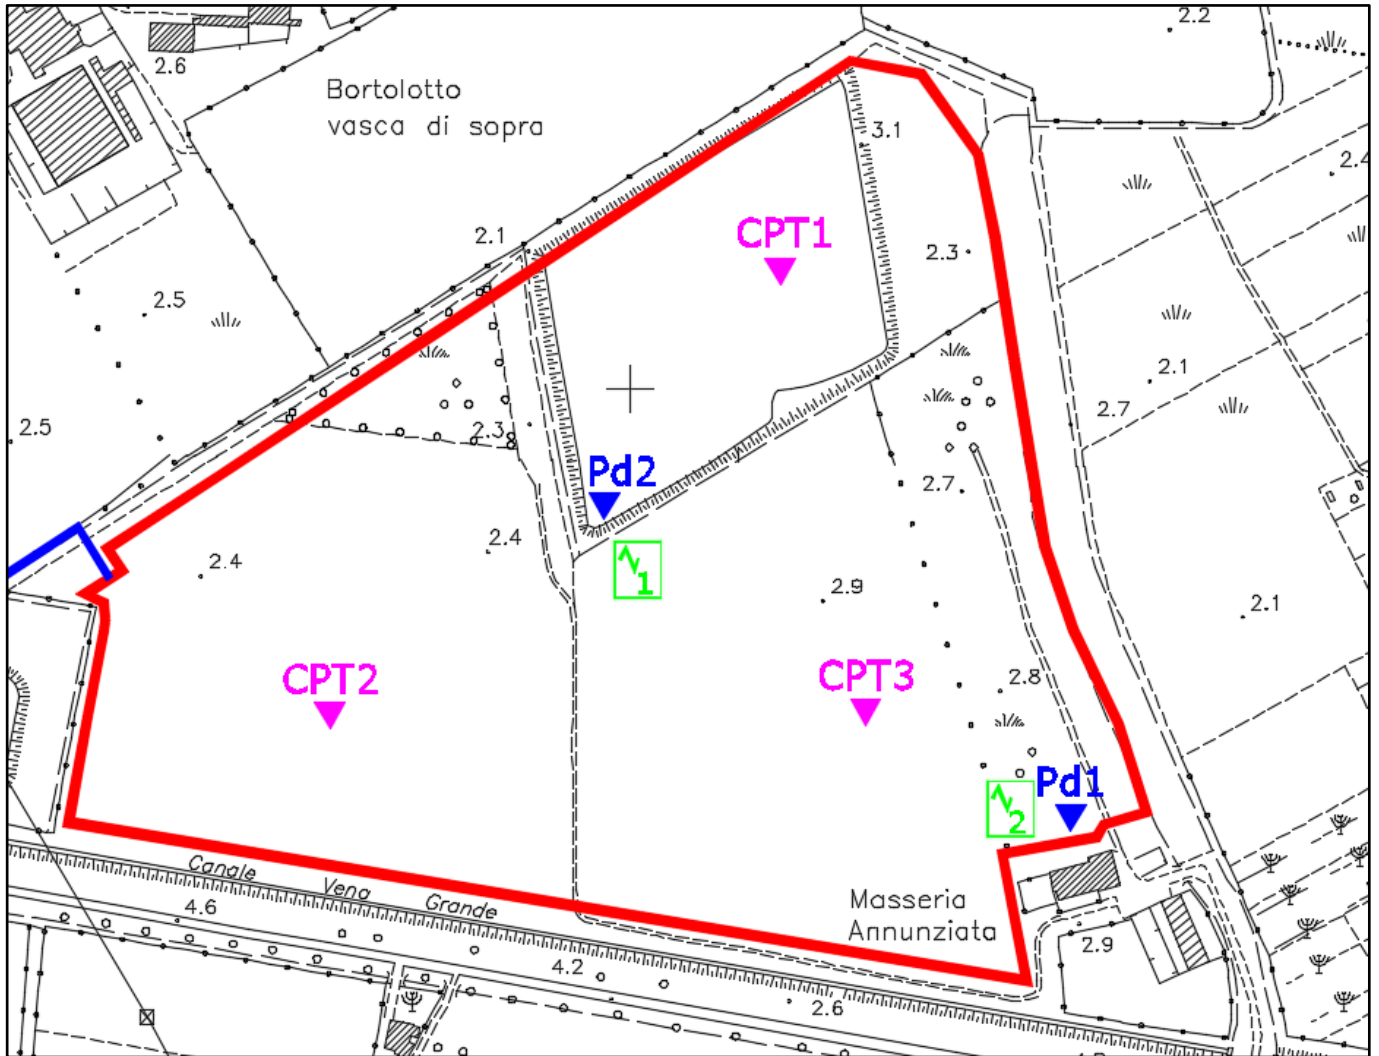 2.2
2.6
Bortolotto
vasca di sopra
3.1
2.4
CPT1
2.1
2.3
2.5
2.1
2.7
2.5
2.3
Pd2
2.7
2.4
2.4
1
2.9
2.1
CPT2
CPT3
2.8
Pd1
2
Canale Vena Grande
Masseria
Annunziata
4.6
2.9
4.2
2.6